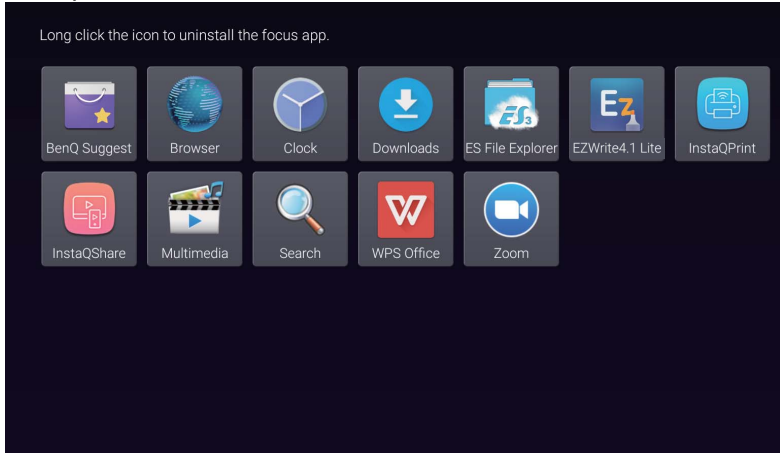 Long click the icon to uninstall the focus app.
BenQ Suggest
Browser
Clock
Downloads
ES File Explorer
EZWrite4.1 Lite
InstaQPrint
InstaQShare
Multimedia
Search
WPS Office
Zoom